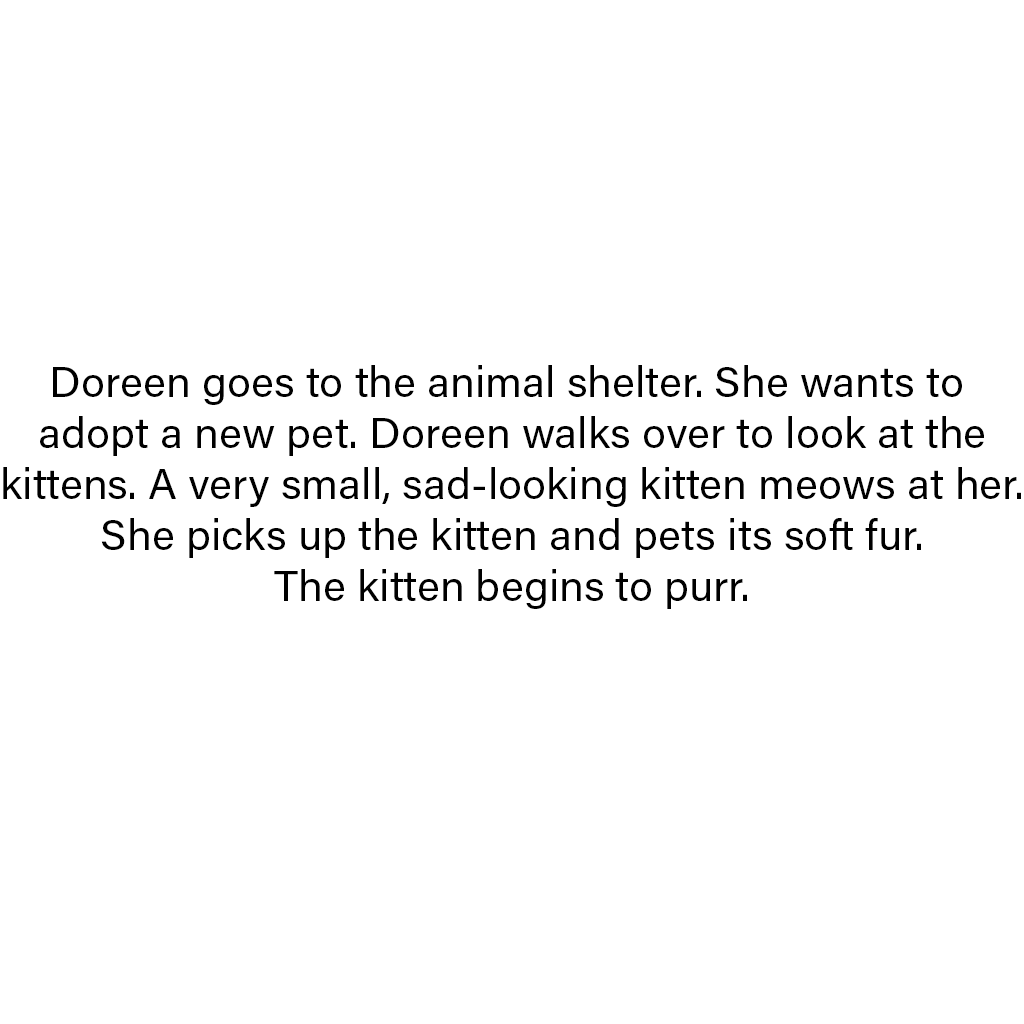 Doreen goes to the animal shelter. She wants to
adopt a new pet. Doreen walks over to look at the
kittens. A very small, sad-looking kitten meows at her.
She picks up the kitten and pets its soft fur.
The kitten begins to purr.